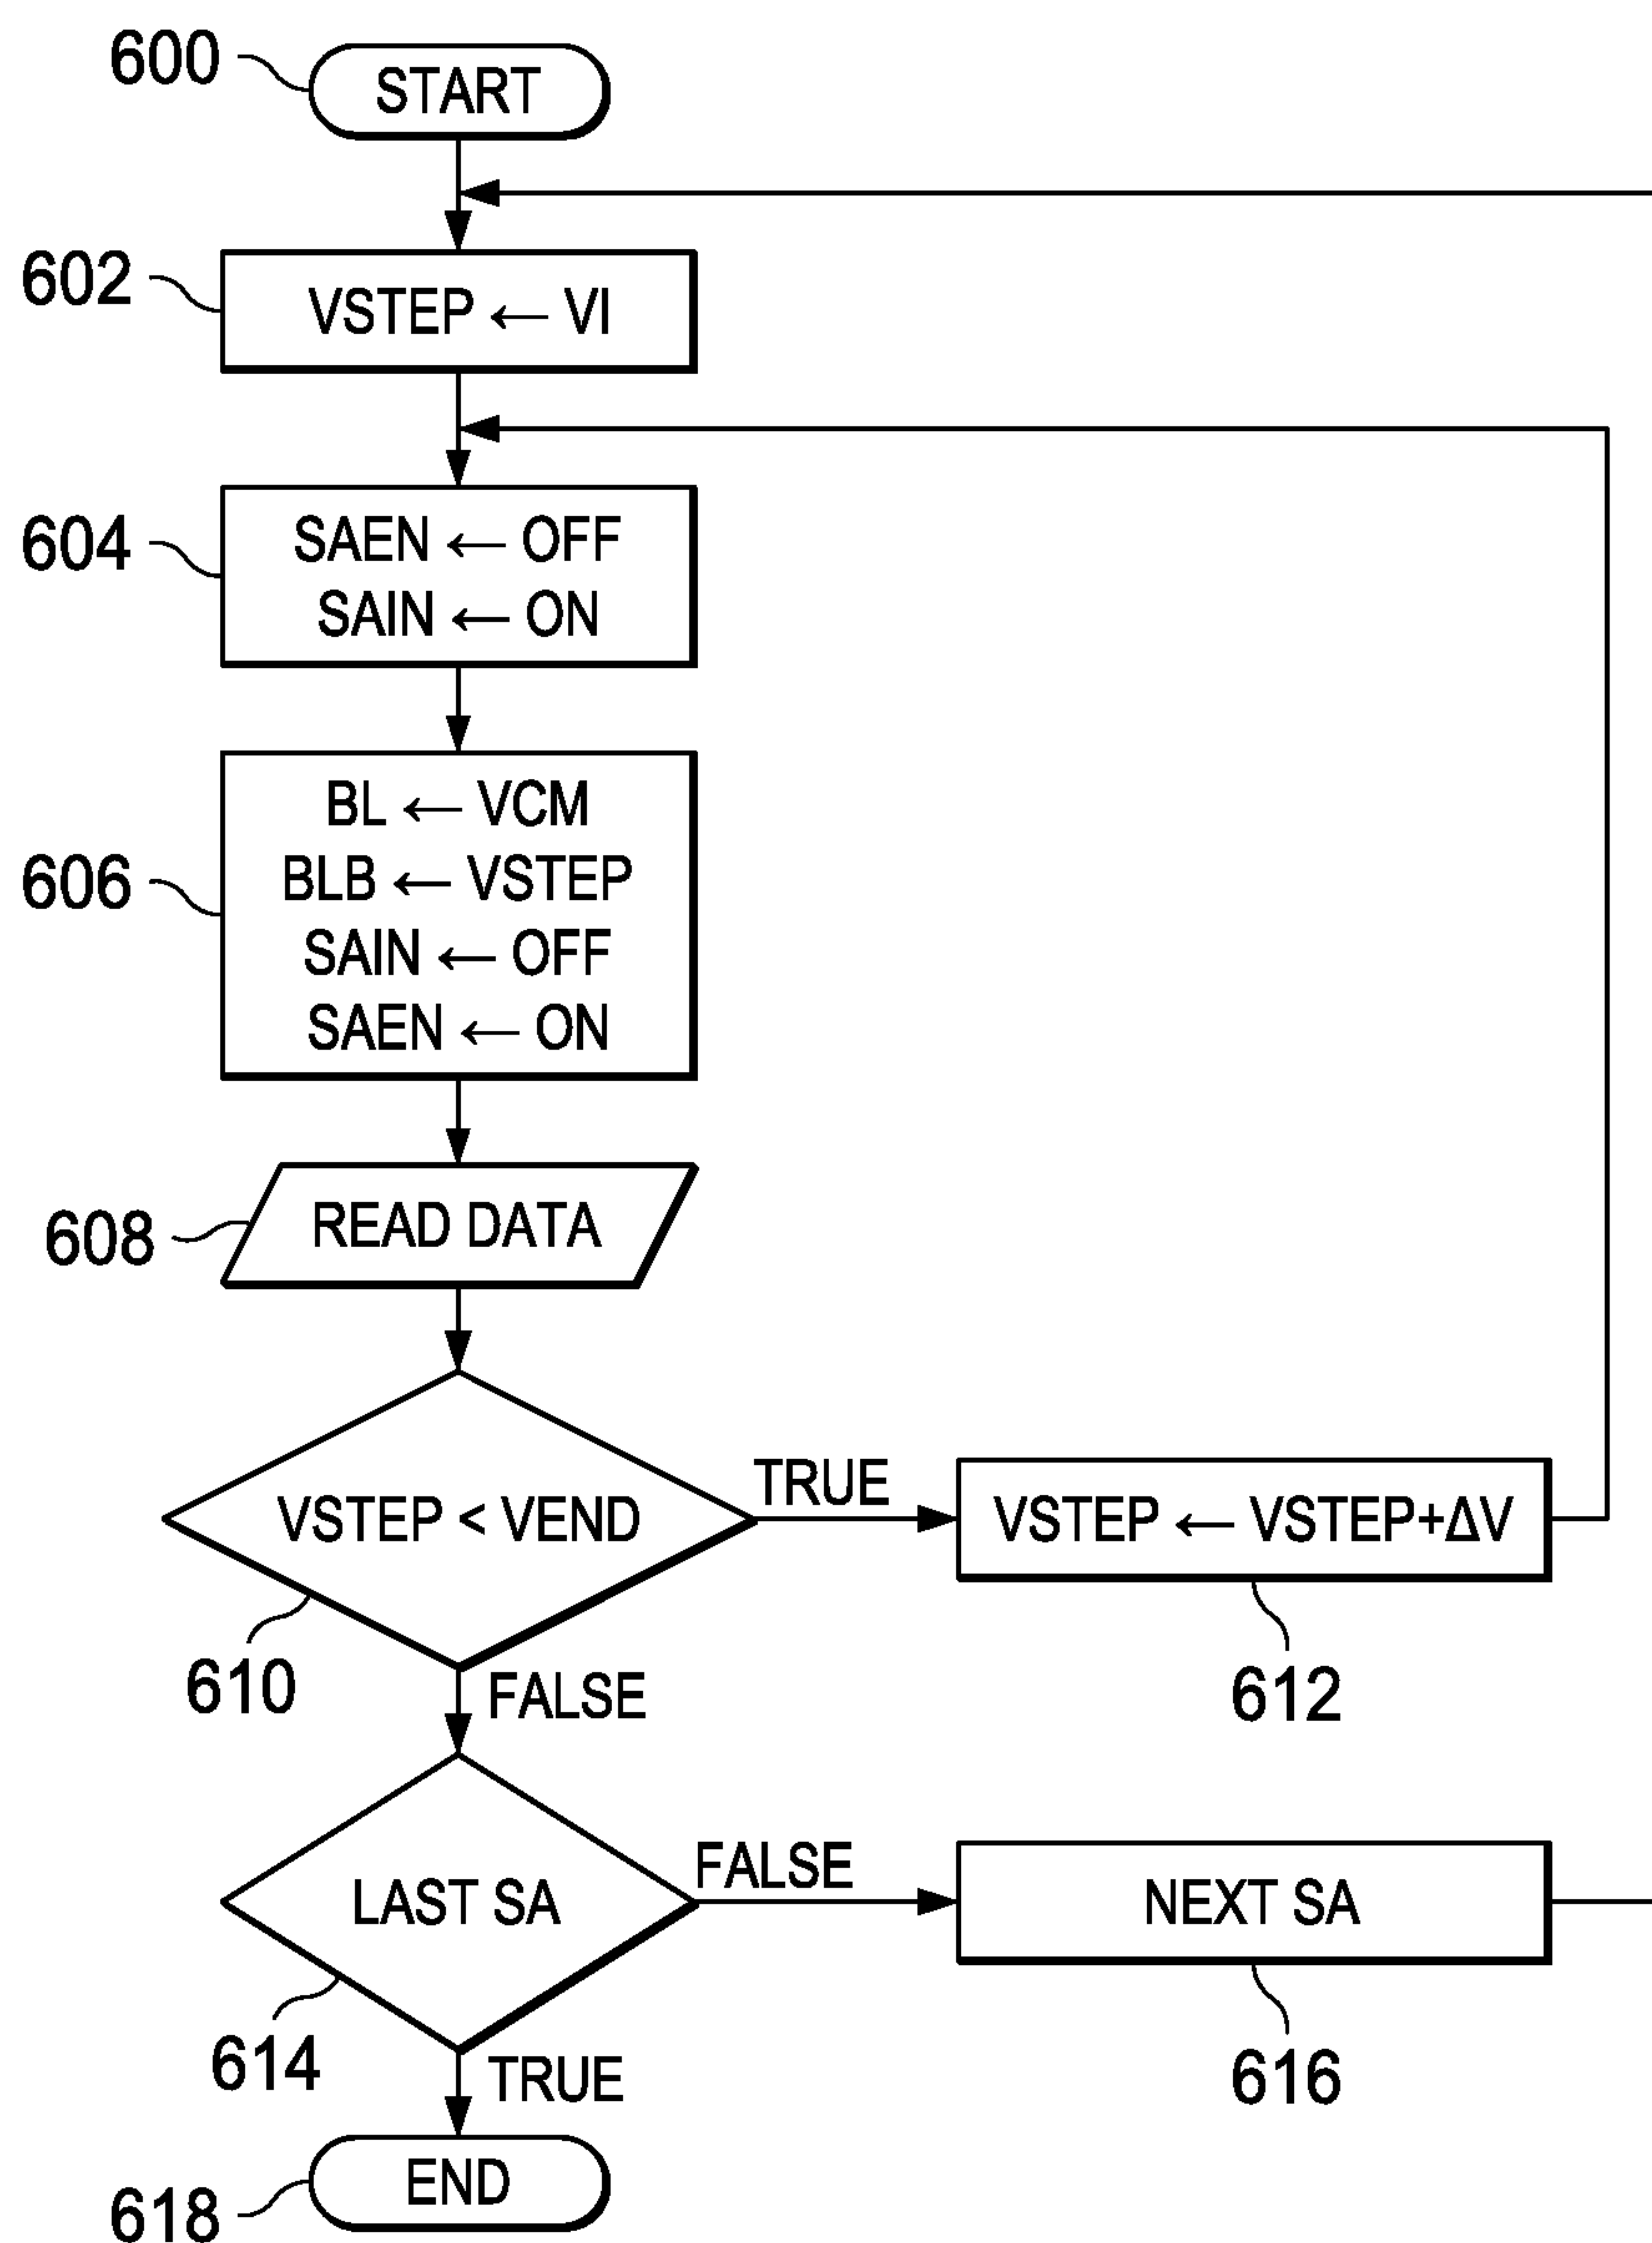 600
START
602
VSTEP ← VI
604
SAEN ← OFF
SAIN ← ON
606
BL ← VCM
BLB ← VSTEP
SAIN ← OFF
SAEN ← ON
608
READ DATA
VSTEP < VEND
TRUE
VSTEP ← VSTEP+ΔV
610
FALSE
612
LAST SA
FALSE
NEXT SA
614
TRUE
616
END
618